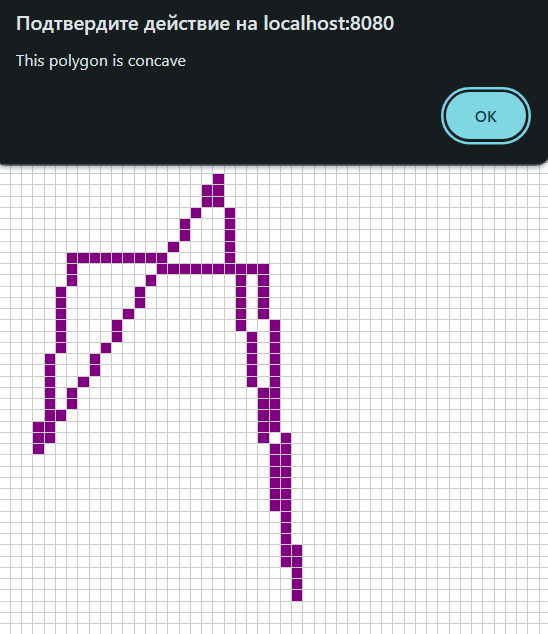 Подтвердите действие на localhost:8080
This polygon is concave
OK